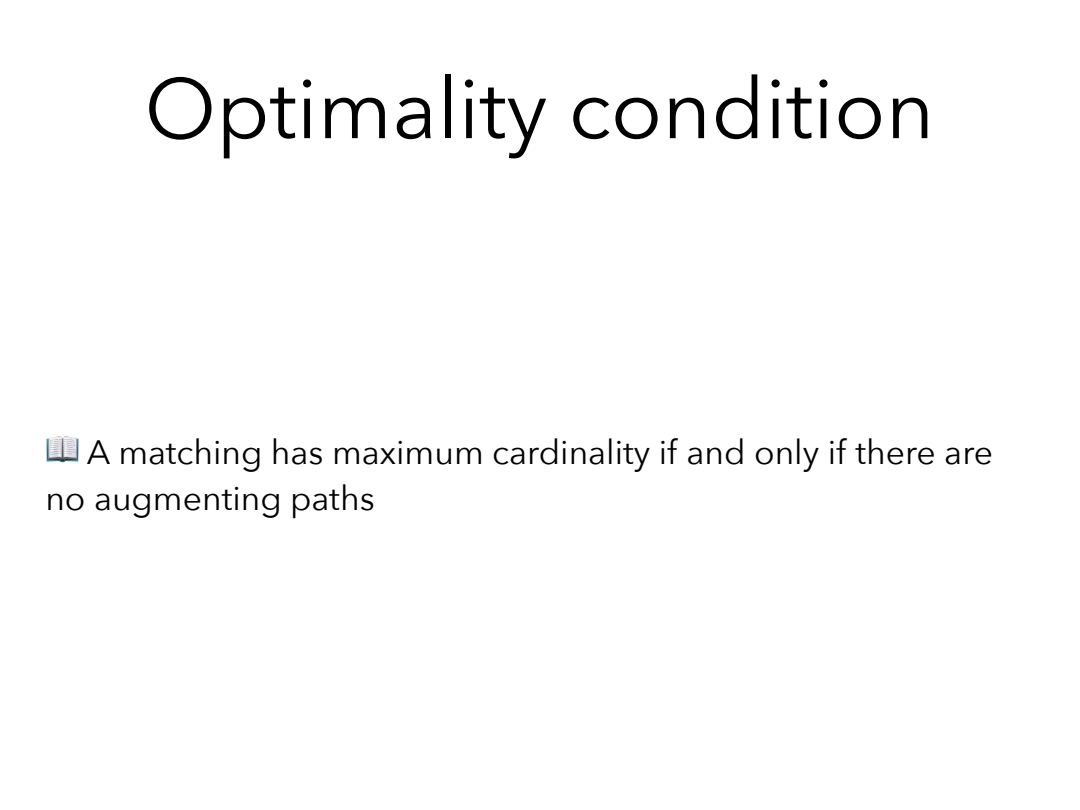 Optimality condition
📖 A matching has maximum cardinality if and only if there are
no augmenting paths